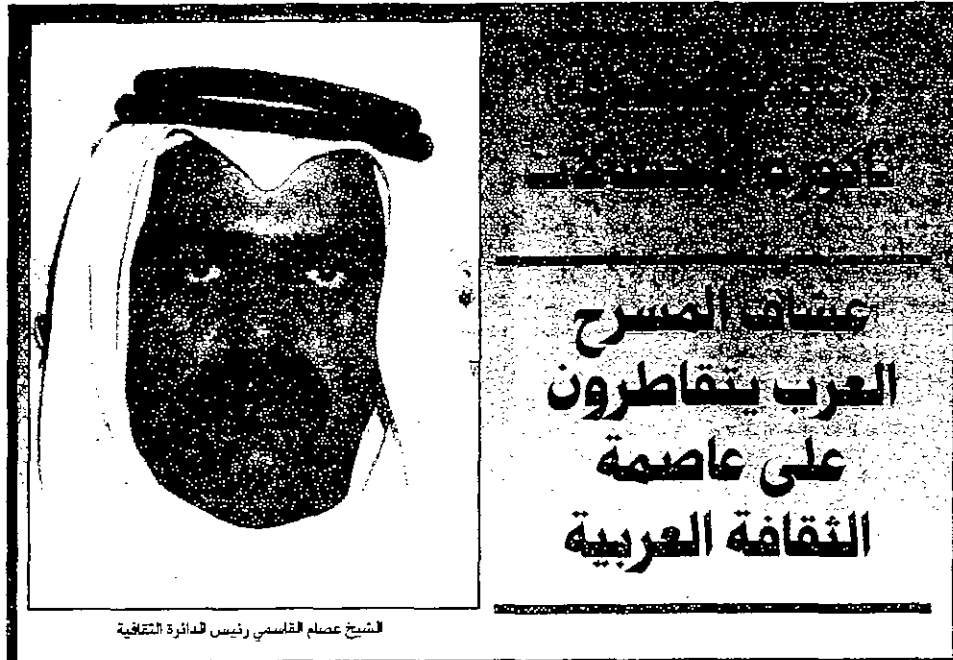 عشاق المسرح
العرب يتقاطرون
على عاصمة
الثقافة العربية
الشيخ عصام القاسمي رئيس الدائرة الثقافية